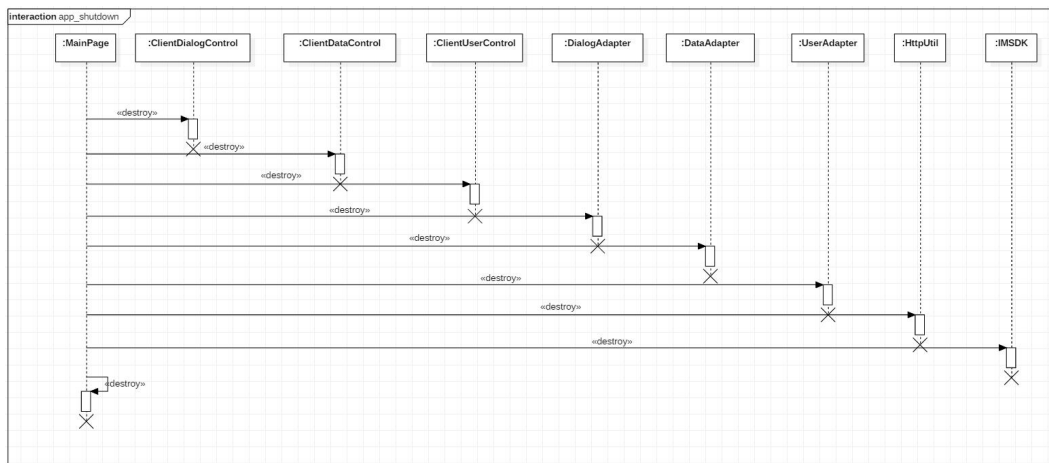 interaction app_shutdown
:MainPage
:ClientDialogControl
:ClientDataControl
:ClientUserControl
:DialogAdapter
:DataAdapter
:UserAdapter
:HttpUtil
:IMSDK
«destroy»
«destroy»
«destroy»
«destroy»
«destroy»
«destroy»
«destroy»
«destroy»
«destroy»